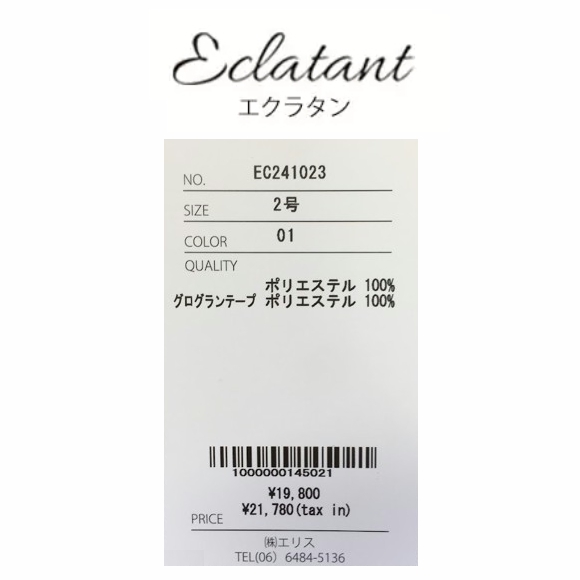 Eclatant
エクラタン
NO. EC241023
SIZE 2号
COLOR 01
QUALITY
ポリエステル 100%
グログランテープ ポリエステル 100%
1000000145021
¥19,800
¥21,780(tax in)
PRICE
㈱エリス
TEL(06) 6484-5136